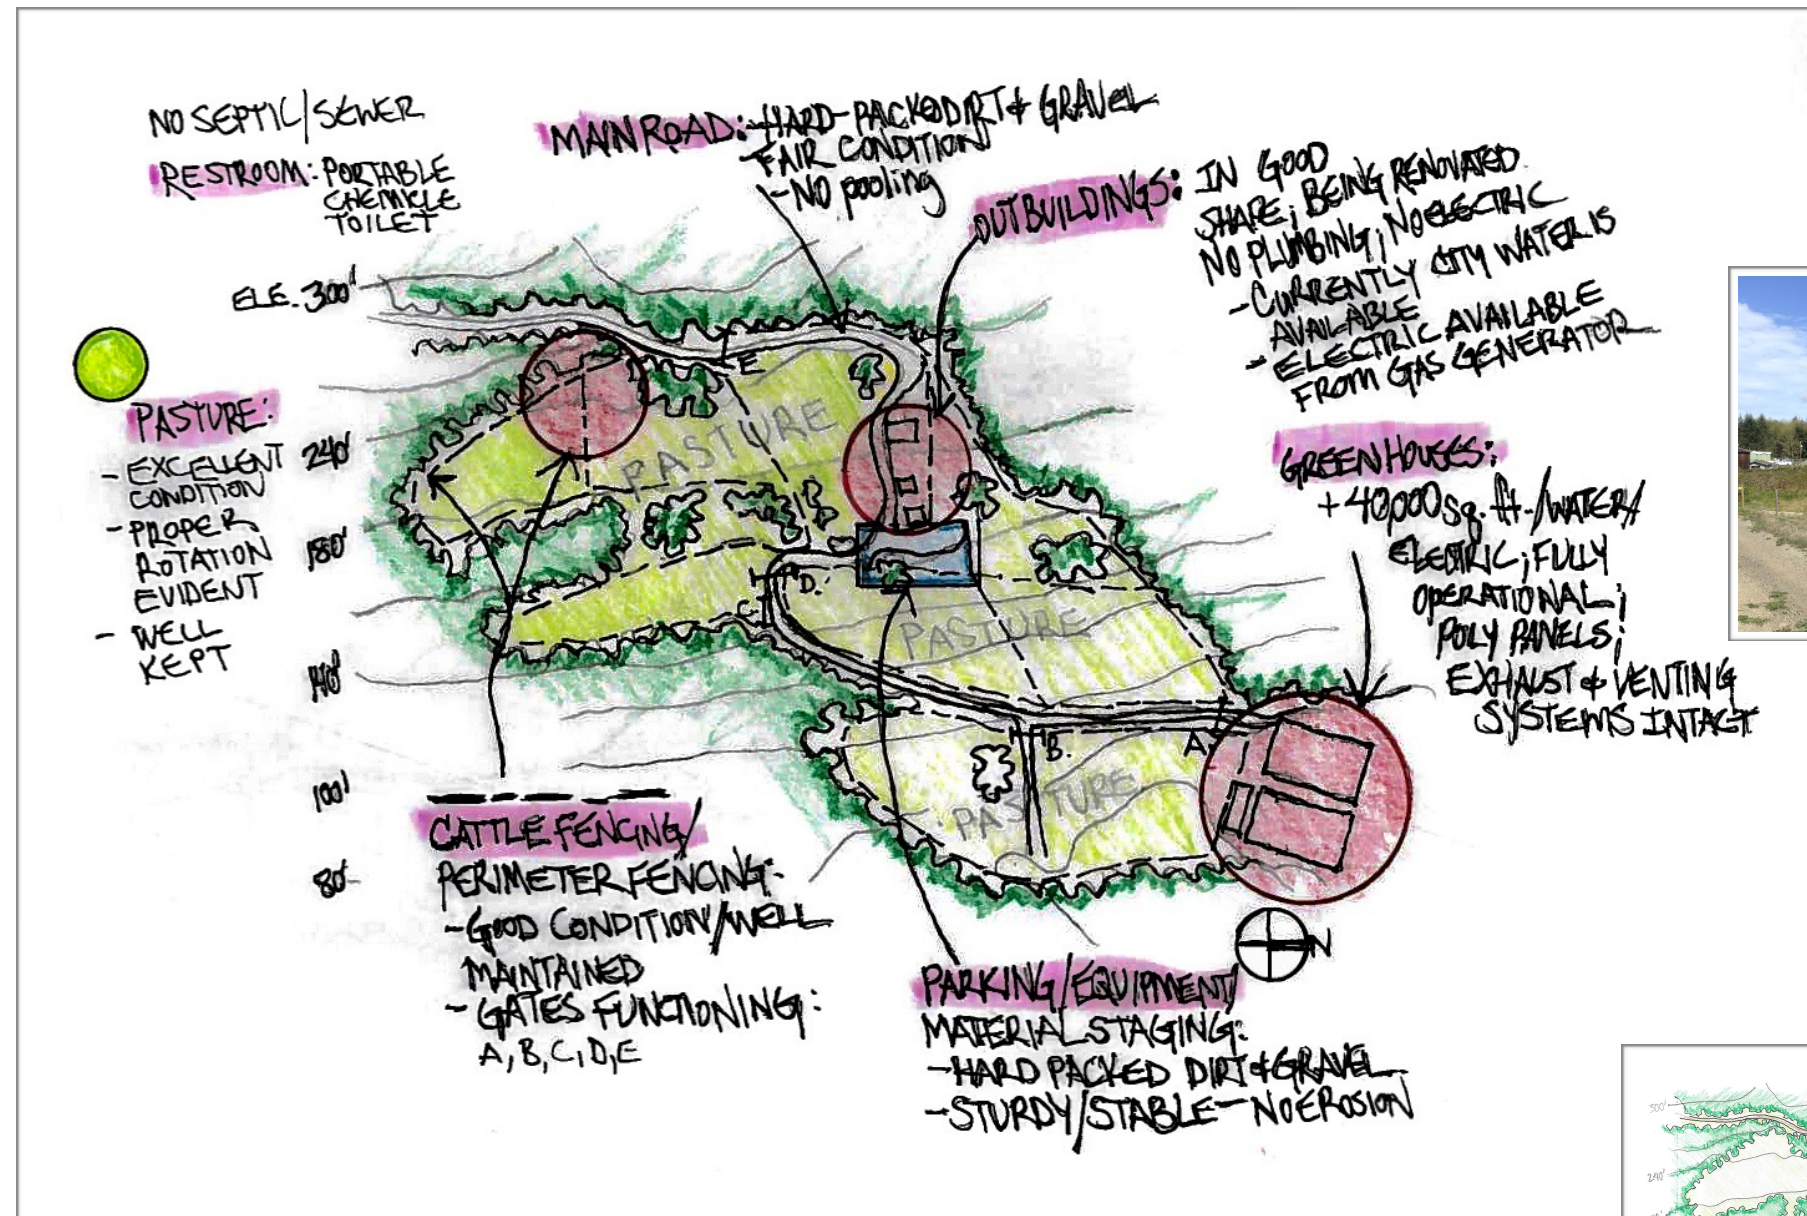 NO SEPTIC/SEWER
RESTROOM: PORTABLE
CHEMICLE
TOILET
MAIN ROAD: -HARD-PACKED DIRT & GRAVEL
-FAIR CONDITION
-NO pooling
OUTBUILDINGS: IN GOOD
SHAPE; BEING RENOVATED.
NO PLUMBING; NO ELECTRIC
-CURRENTLY CITY WATER IS
AVAILABLE
- ELECTRIC AVAILABLE
FROM GAS GENERATOR
ELE. 300'
240'
180'
140'
100'
80'
PASTURE:
- EXCELLENT
CONDITION
- PROPER
ROTATION
EVIDENT
- WELL
KEPT
GREENHOUSES:
+40,000 sq. ft./WATER/
ELECTRIC; FULLY
OPERATIONAL;
POLY PANELS;
EXHAUST & VENTING
SYSTEMS INTACT
E
PASTURE
D.
C.
PASTURE
B.
A.
PASTURE
CATTLE FENCING/
PERIMETER FENCING:
-GOOD CONDITION/WELL
MAINTAINED
- GATES FUNCTIONING:
A, B, C, D, E
N
PARKING/EQUIPMENT/
MATERIAL STAGING:
-HARD PACKED DIRT & GRAVEL
-STURDY/STABLE - NO EROSION
300'
240'